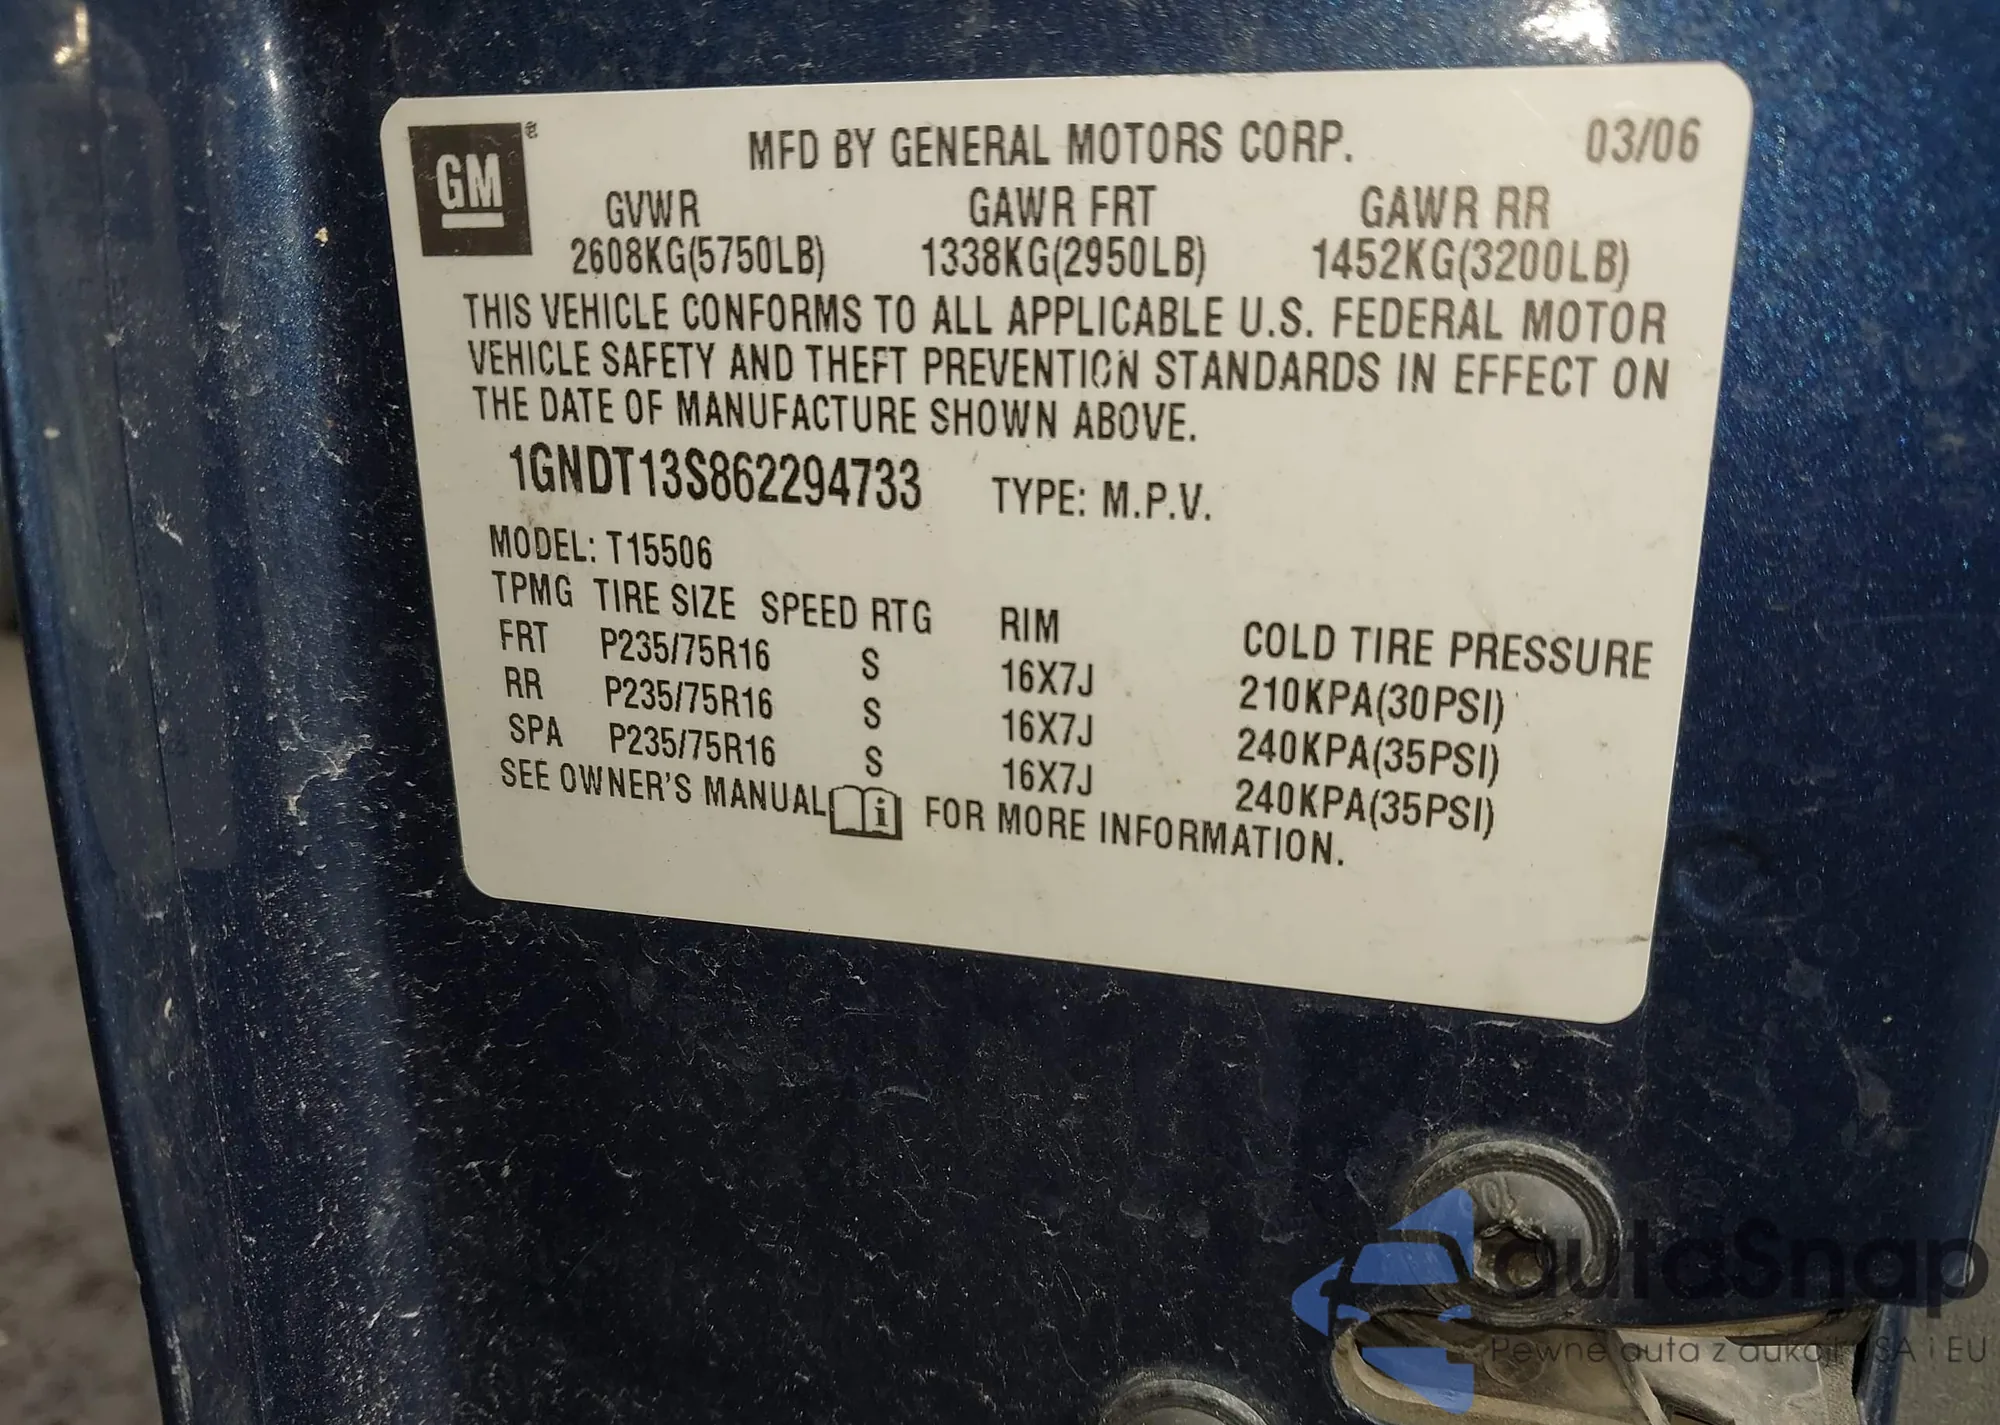 GM
MFD BY GENERAL MOTORS CORP. 03/06
GVWR GAWR FRT GAWR RR
2608KG(5750LB) 1338KG(2950LB) 1452KG(3200LB)
THIS VEHICLE CONFORMS TO ALL APPLICABLE U.S. FEDERAL MOTOR
VEHICLE SAFETY AND THEFT PREVENTION STANDARDS IN EFFECT ON
THE DATE OF MANUFACTURE SHOWN ABOVE.
1GNDT13S862294733 TYPE: M.P.V.
MODEL: T15506
TPMG TIRE SIZE SPEED RTG RIM COLD TIRE PRESSURE
FRT P235/75R16 S 16X7J 210KPA(30PSI)
RR P235/75R16 S 16X7J 240KPA(35PSI)
SPA P235/75R16 S 16X7J 240KPA(35PSI)
SEE OWNER'S MANUAL i FOR MORE INFORMATION.
autaSnap
Pewne auta z aukcji USA i EU